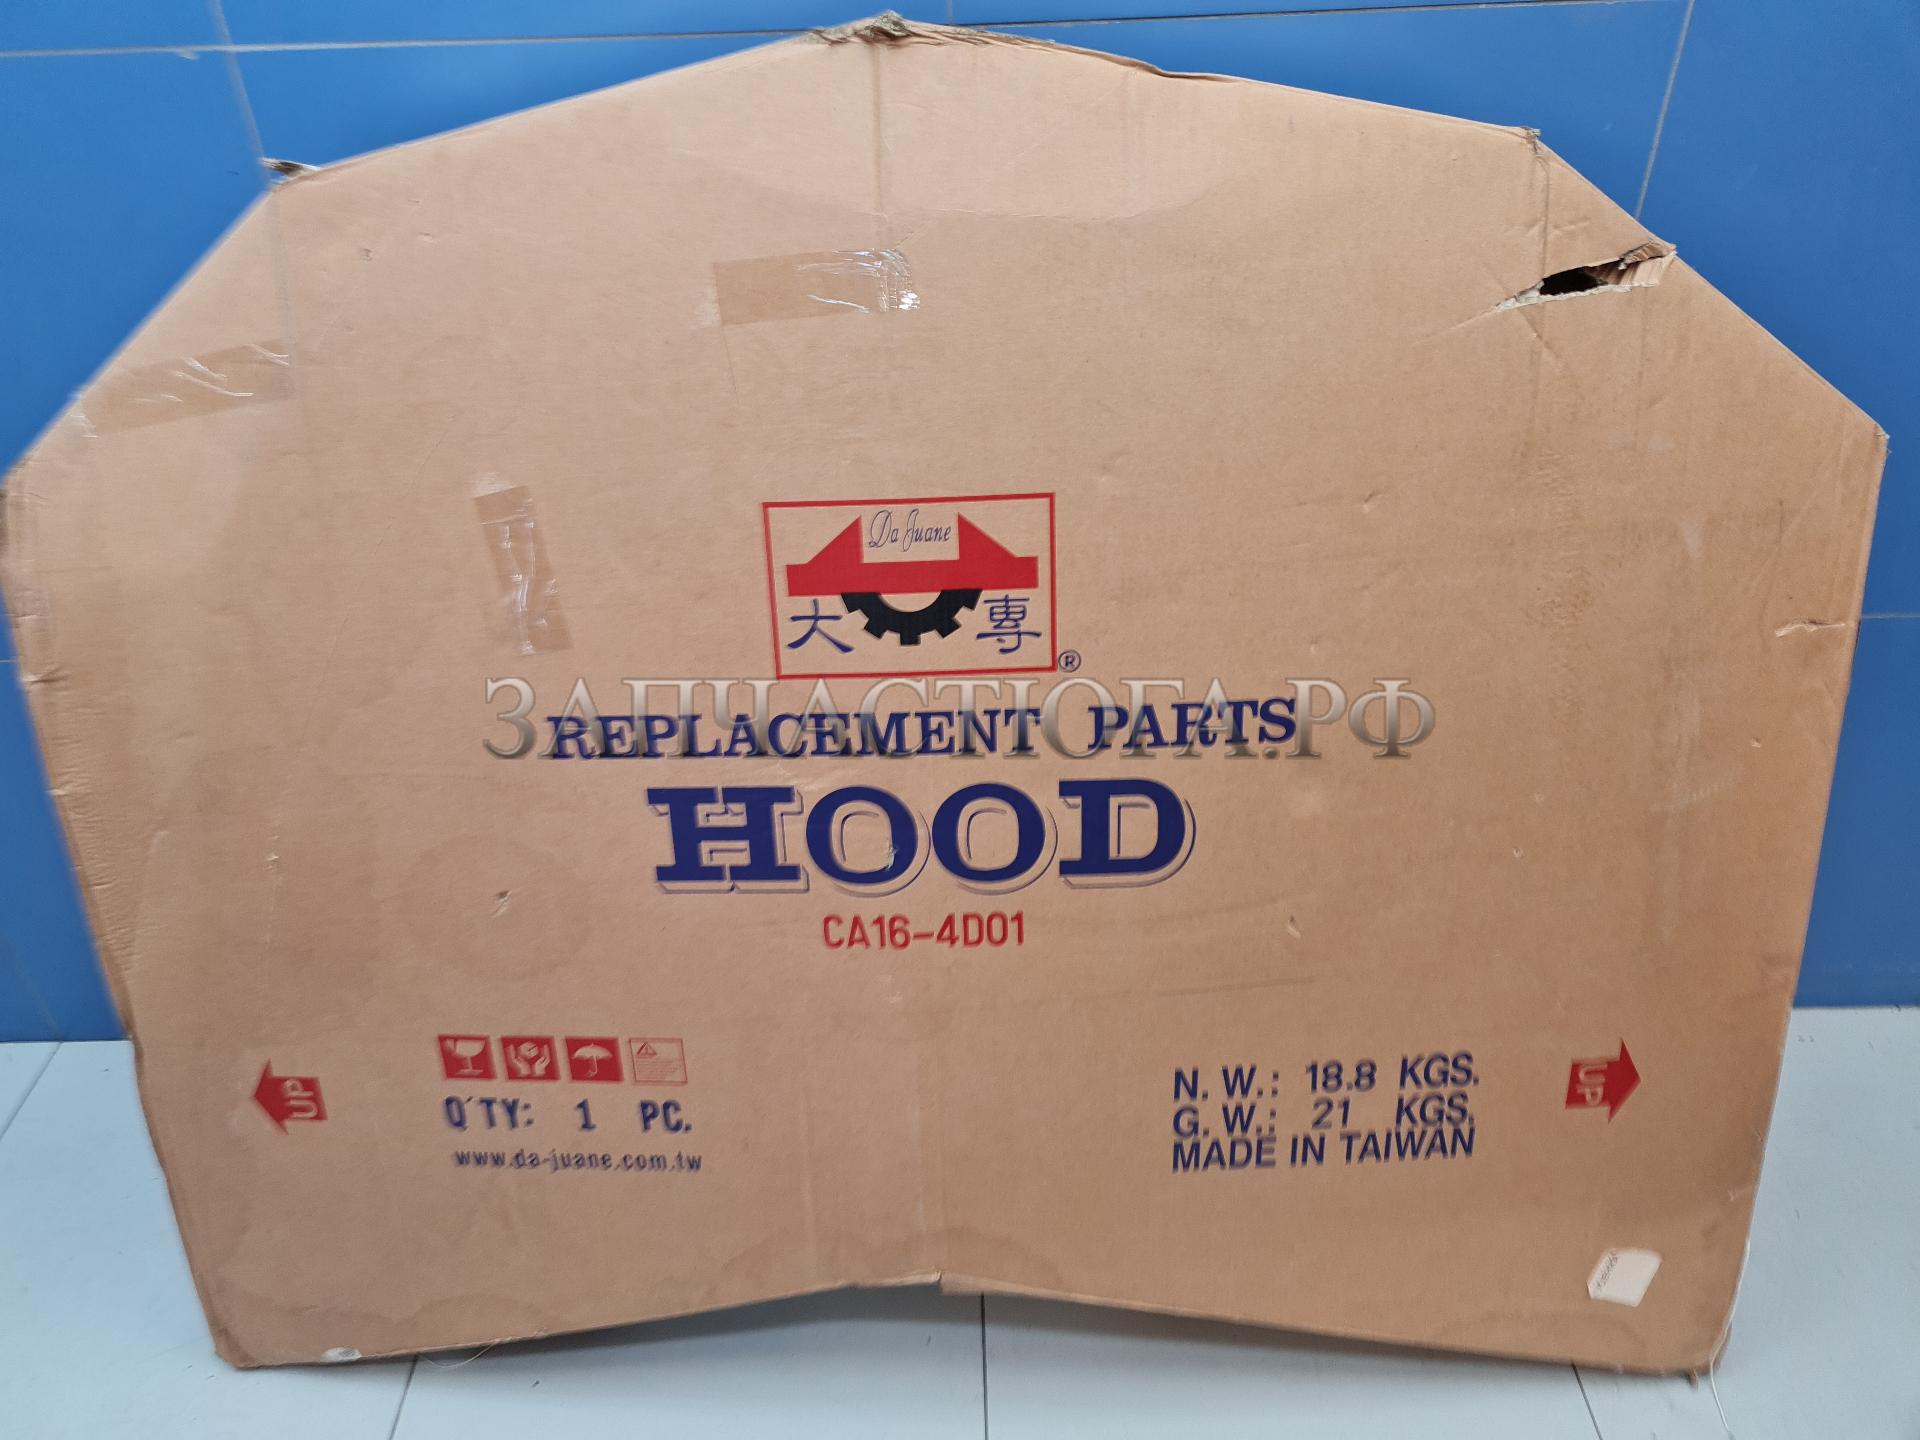 Da Juane
大 專
®
ЗАПЧАСТЮГА.РФ
REPLACEMENT PARTS
HOOD
CA16-4D01
UP
UP
Q'TY: 1 PC.
www.da-juane.com.tw
N. W.: 18.8 KGS.
G. W.: 21 KGS.
MADE IN TAIWAN